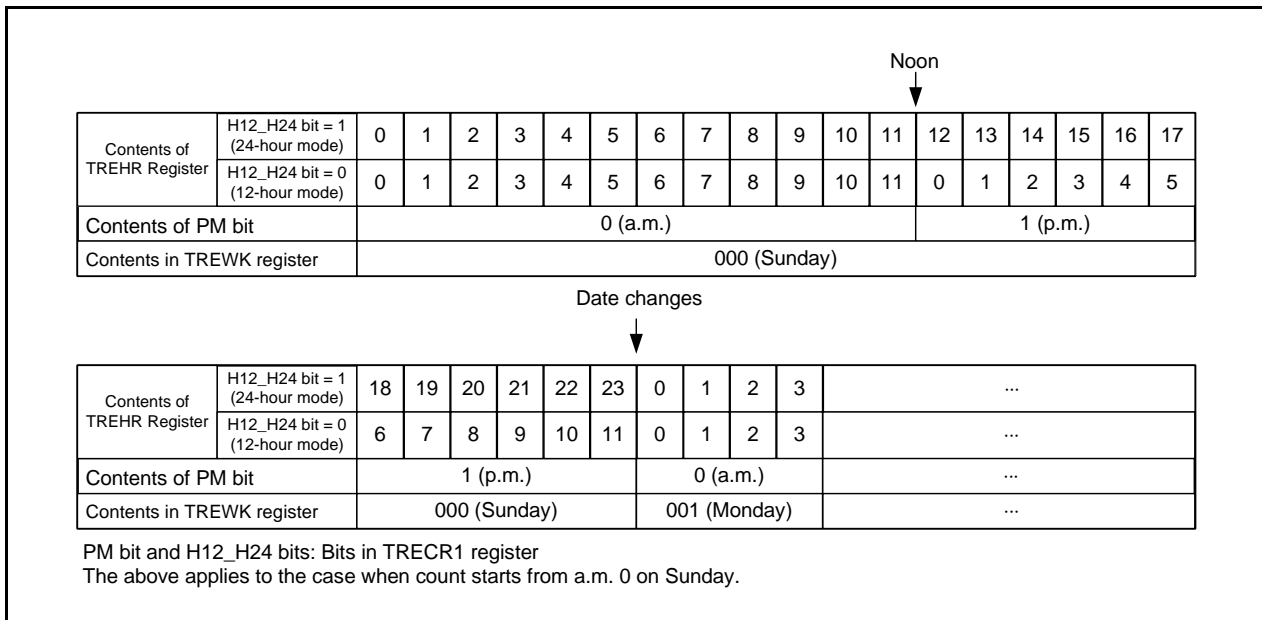 Noon
Contents of TREHR Register
H12_H24 bit = 1 (24-hour mode) 0 1 2 3 4 5 6 7 8 9 10 11 12 13 14 15 16 17
H12_H24 bit = 0 (12-hour mode) 0 1 2 3 4 5 6 7 8 9 10 11 0 1 2 3 4 5
Contents of PM bit 0 (a.m.) 1 (p.m.)
Contents in TREWK register 000 (Sunday)
Date changes
Contents of TREHR Register
H12_H24 bit = 1 (24-hour mode) 18 19 20 21 22 23 0 1 2 3 ...
H12_H24 bit = 0 (12-hour mode) 6 7 8 9 10 11 0 1 2 3 ...
Contents of PM bit 1 (p.m.) 0 (a.m.) ...
Contents in TREWK register 000 (Sunday) 001 (Monday) ...
PM bit and H12_H24 bits: Bits in TRECR1 register
The above applies to the case when count starts from a.m. 0 on Sunday.